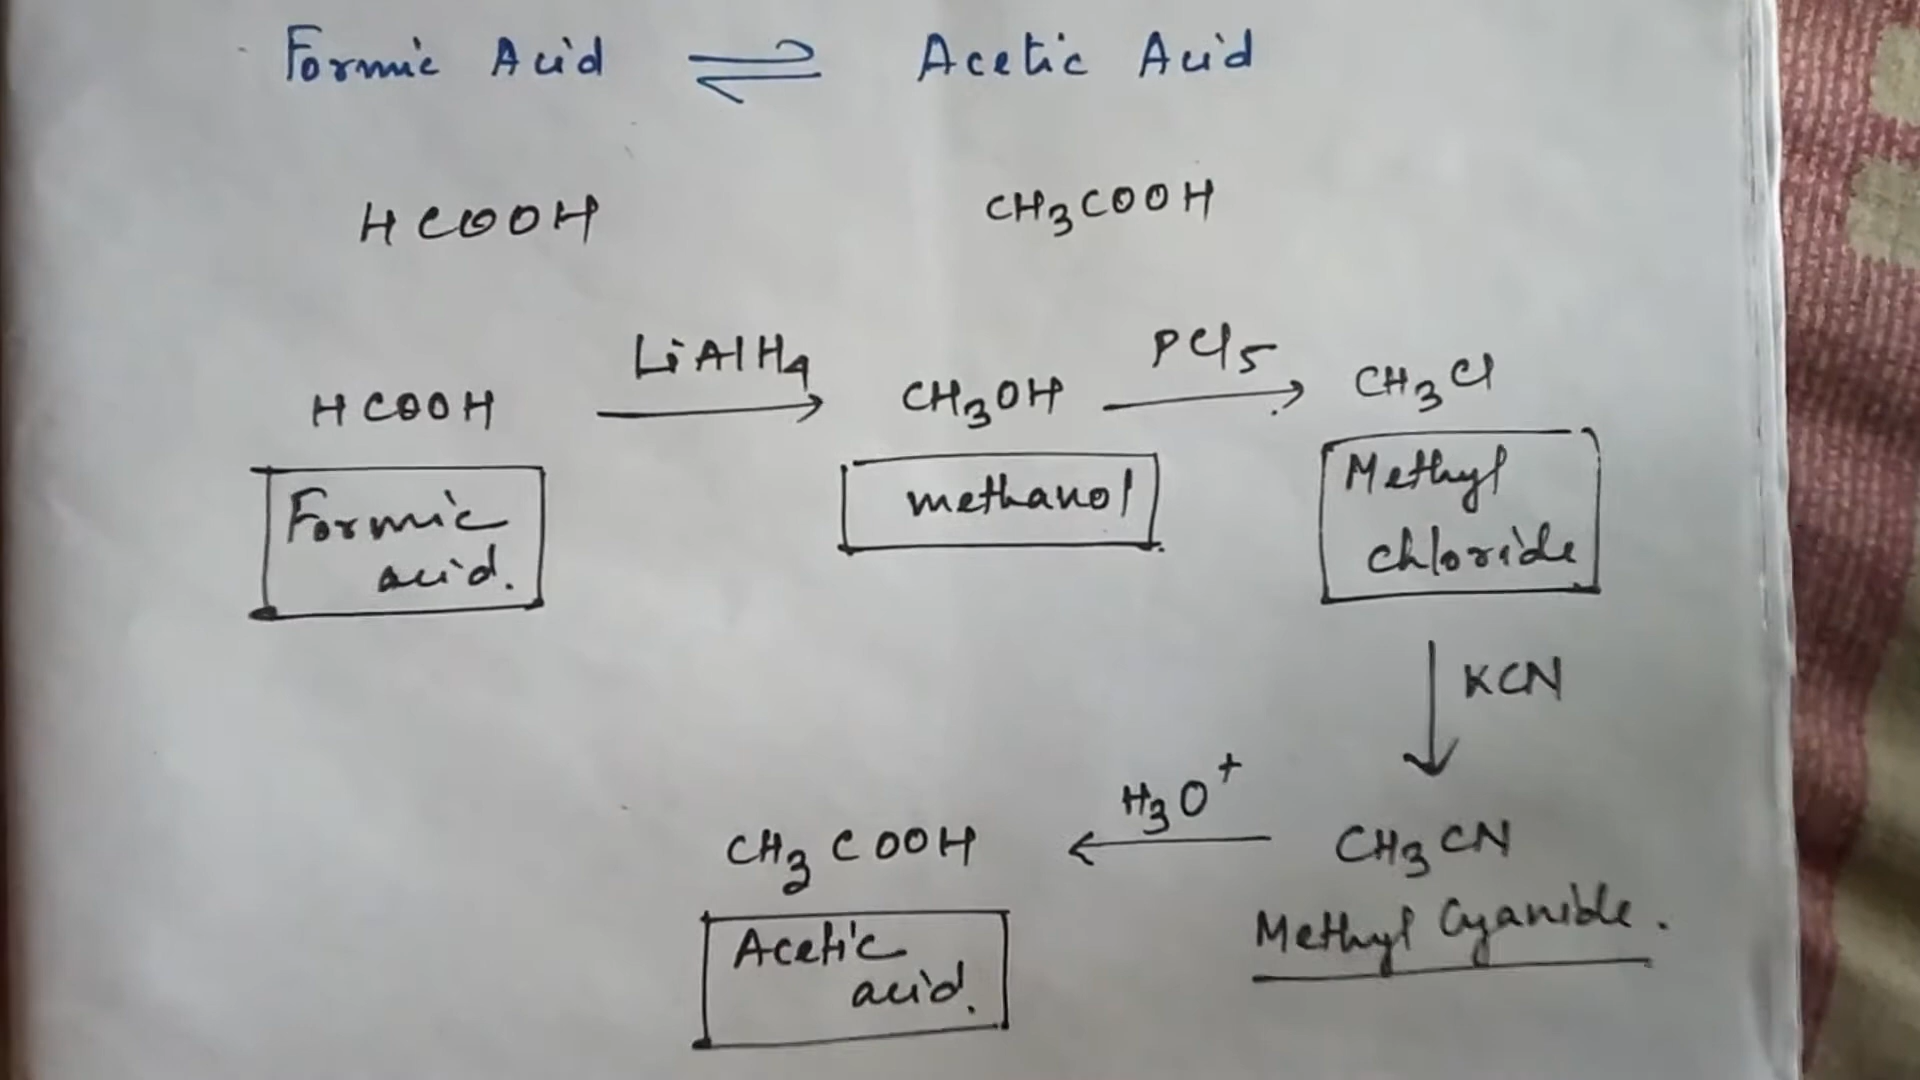 Formic Acid ⇌ Acetic Acid
HCOOH CH₃COOH
HCOOH LiAlH₄ → CH₃OH PCl₅ → CH₃Cl
Formic acid.
methanol
Methyl chloride
↓ KCN
CH₃COOH ← H₃O⁺ CH₃CN
Acetic acid.
Methyl Cyanide.